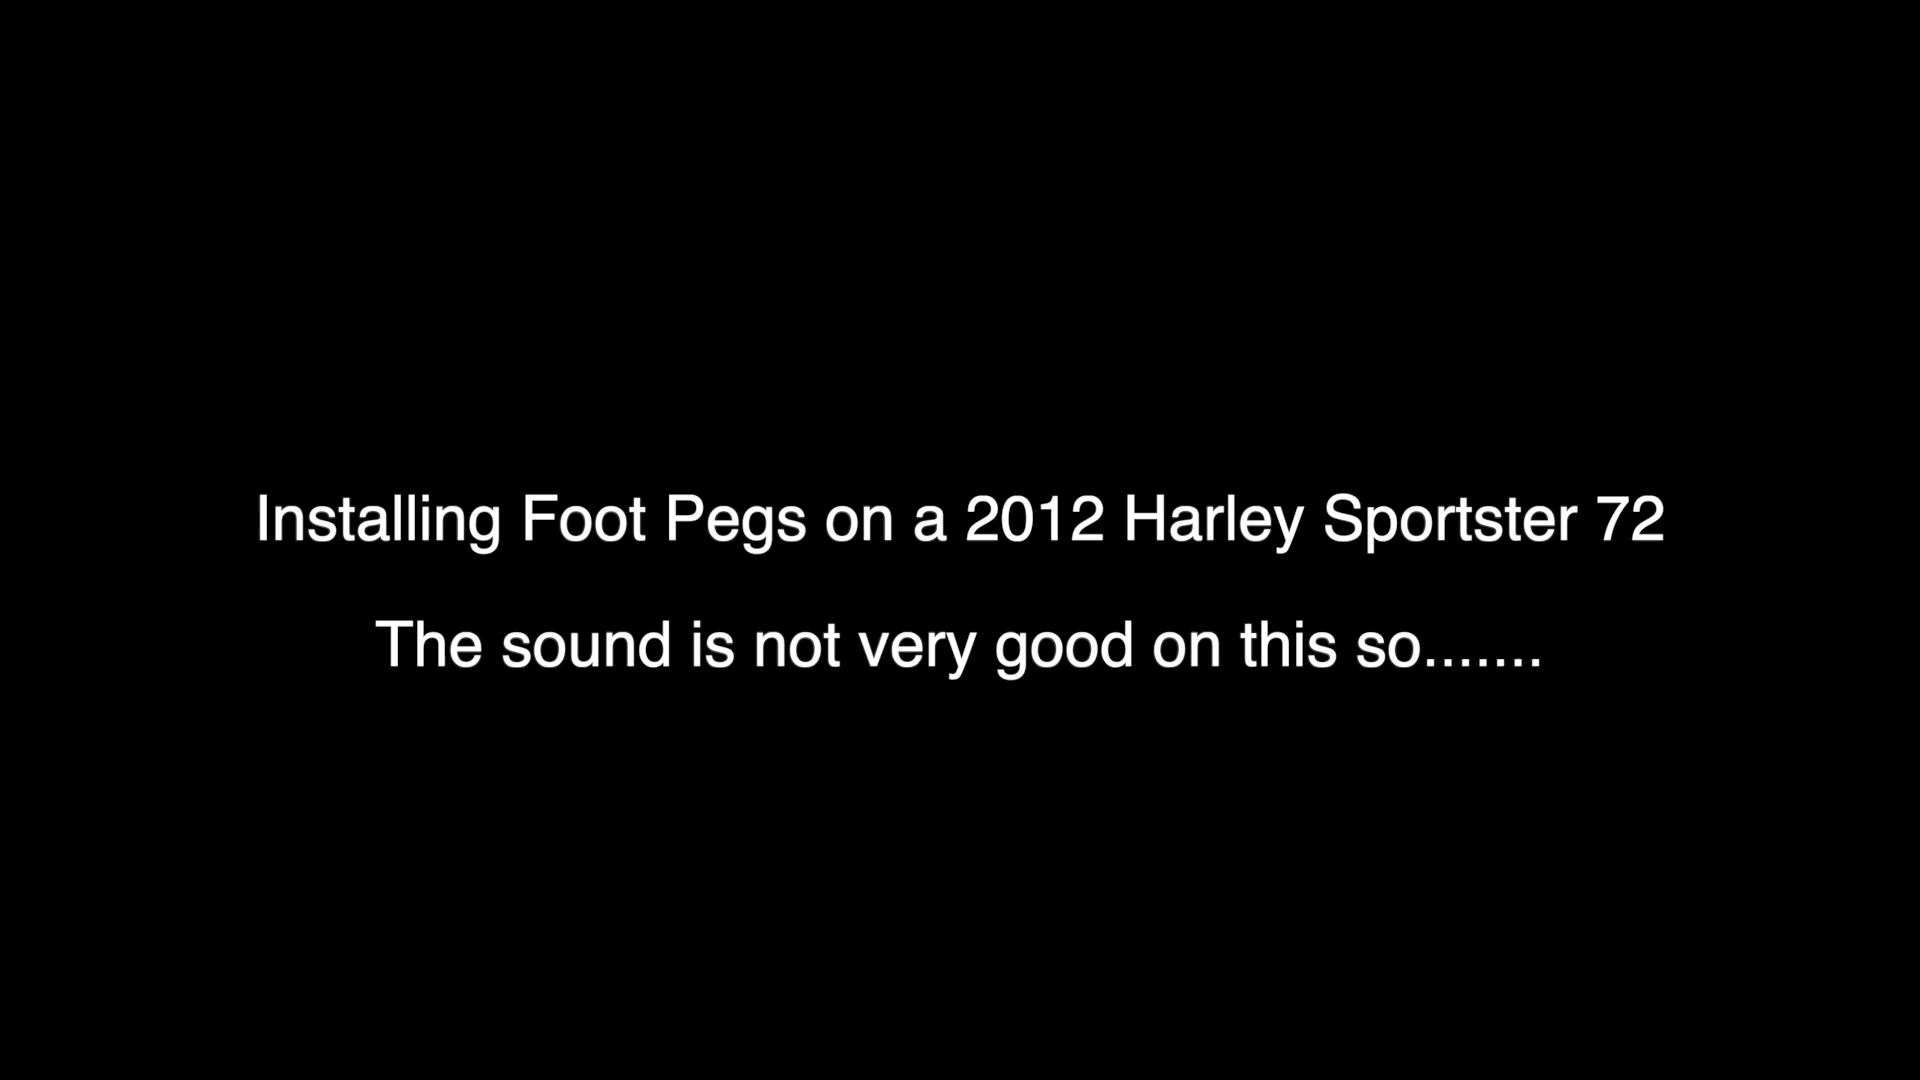 Installing Foot Pegs on a 2012 Harley Sportster 72
The sound is not very good on this so.......